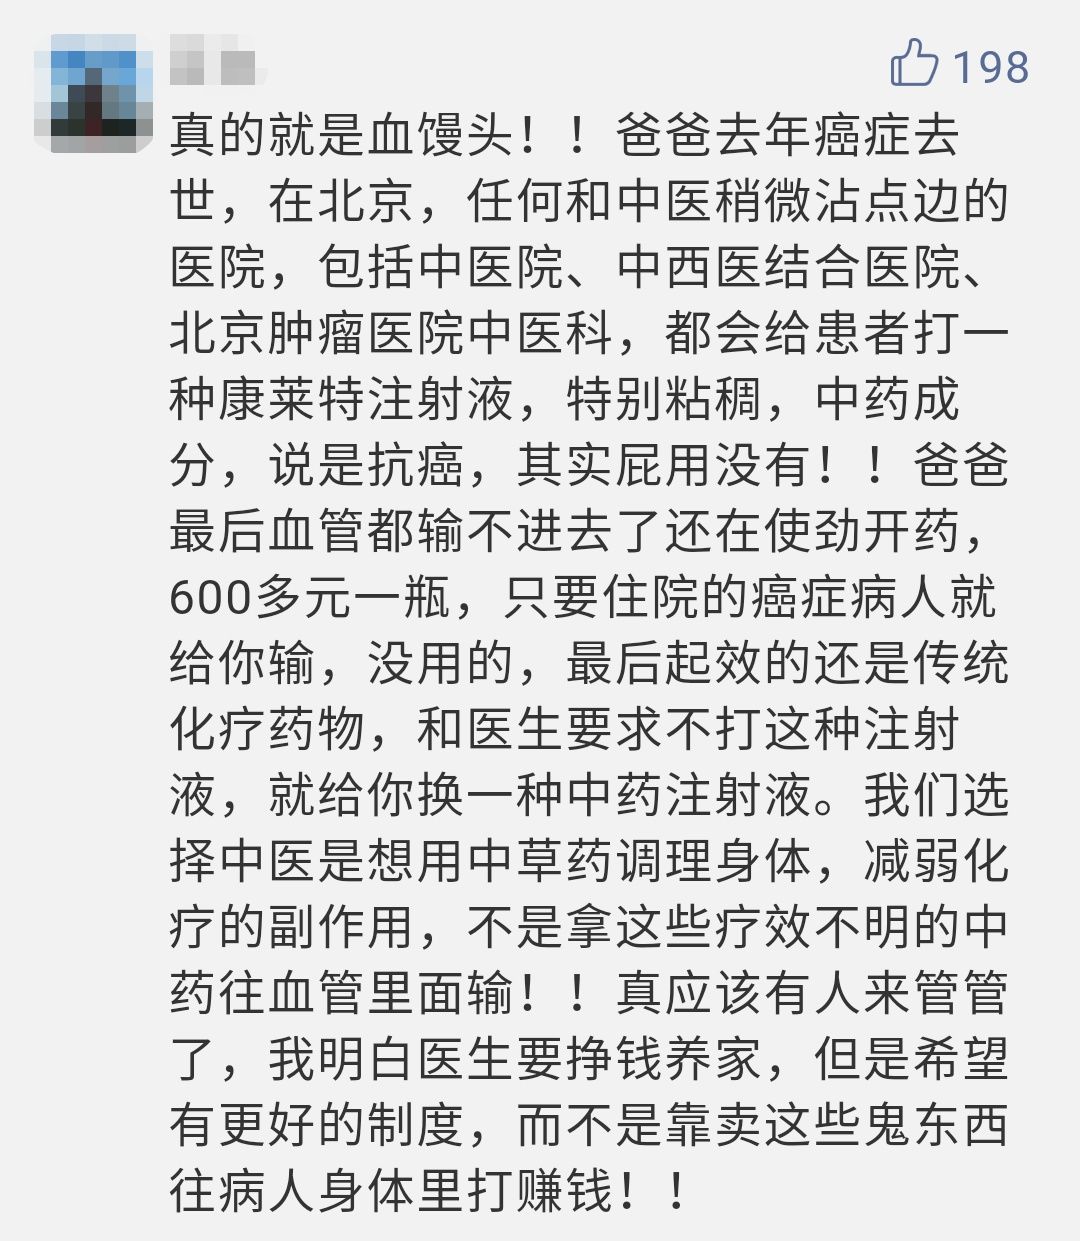 198
真的就是血馒头！！爸爸去年癌症去
世，在北京，任何和中医稍微沾点边的
医院，包括中医院、中西医结合医院、
北京肿瘤医院中医科，都会给患者打一
种康莱特注射液，特别粘稠，中药成
分，说是抗癌，其实屁用没有！！爸爸
最后血管都输不进去了还在使劲开药，
600多元一瓶，只要住院的癌症病人就
给你输，没用的，最后起效的还是传统
化疗药物，和医生要求不打这种注射
液，就给你换一种中药注射液。我们选
择中医是想用中草药调理身体，减弱化
疗的副作用，不是拿这些疗效不明的中
药往血管里面输！！真应该有人来管管
了，我明白医生要挣钱养家，但是希望
有更好的制度，而不是靠卖这些鬼东西
往病人身体里打赚钱！！